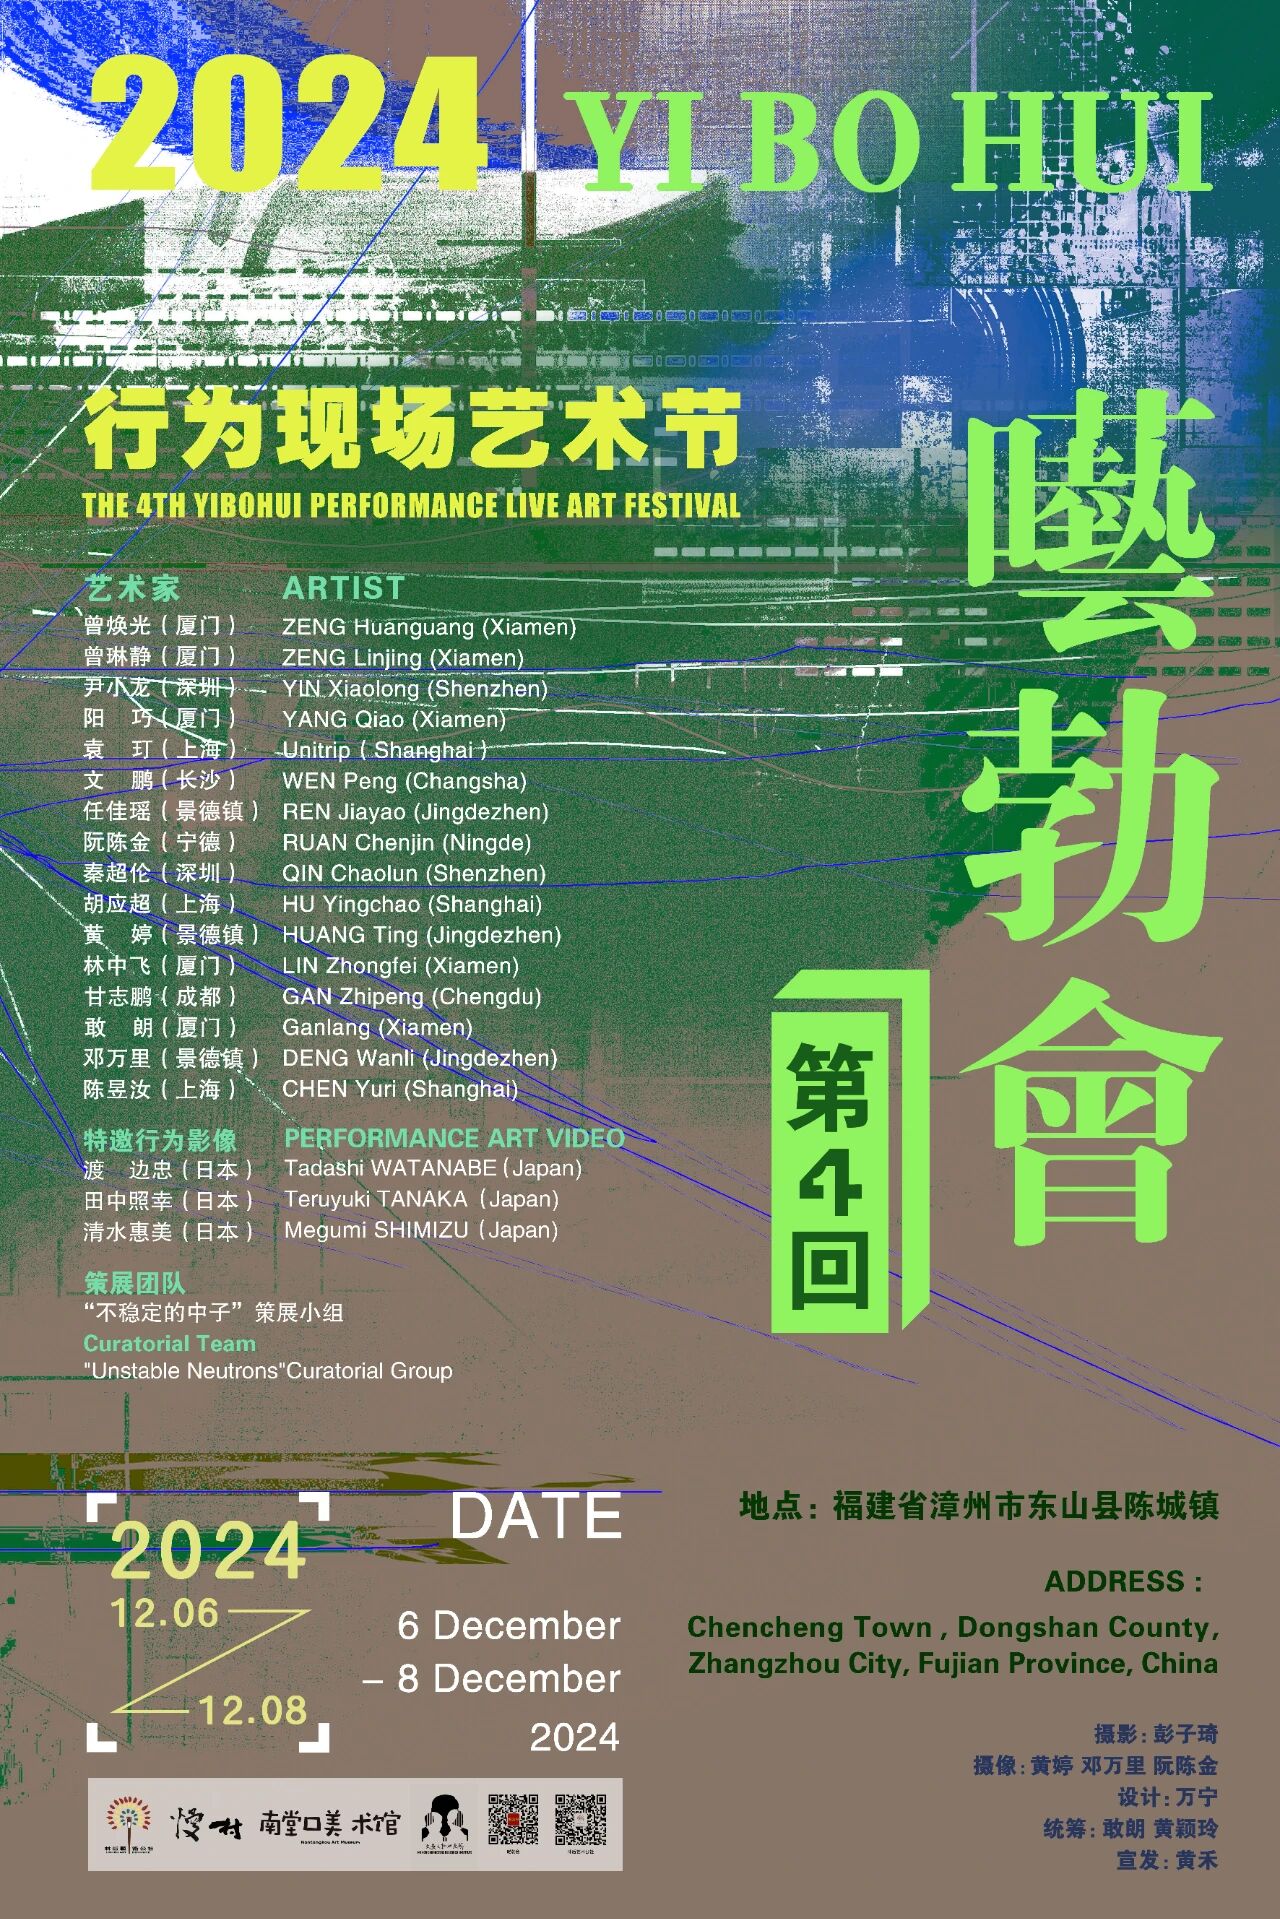 2024 YI BO HUI
行为现场艺术节
THE 4TH YIBOHUI PERFORMANCE LIVE ART FESTIVAL
囈勃會
第4回
艺术家 ARTIST
曾焕光（厦门） ZENG Huanguang (Xiamen)
曾琳静（厦门） ZENG Linjing (Xiamen)
尹小龙（深圳） YIN Xiaolong (Shenzhen)
阳 巧（厦门） YANG Qiao (Xiamen)
袁 玎（上海） Unitrip (Shanghai)
文 鹏（长沙） WEN Peng (Changsha)
任佳瑶（景德镇） REN Jiayao (Jingdezhen)
阮陈金（宁德） RUAN Chenjin (Ningde)
秦超伦（深圳） QIN Chaolun (Shenzhen)
胡应超（上海） HU Yingchao (Shanghai)
黄 婷（景德镇） HUANG Ting (Jingdezhen)
林中飞（厦门） LIN Zhongfei (Xiamen)
甘志鹏（成都） GAN Zhipeng (Chengdu)
敢 朗（厦门） Ganlang (Xiamen)
邓万里（景德镇） DENG Wanli (Jingdezhen)
陈昱汝（上海） CHEN Yuri (Shanghai)
特邀行为影像 PERFORMANCE ART VIDEO
渡 边忠（日本） Tadashi WATANABE (Japan)
田中照幸（日本） Teruyuki TANAKA (Japan)
清水惠美（日本） Megumi SHIMIZU (Japan)
策展团队
“不稳定的中子”策展小组
Curatorial Team
"Unstable Neutrons"Curatorial Group
2024
12.06
12.08
DATE
6 December
– 8 December
2024
地点：福建省漳州市东山县陈城镇
ADDRESS :
Chencheng Town , Dongshan County,
Zhangzhou City, Fujian Province, China
摄影：彭子琦
摄像：黄婷 邓万里 阮陈金
设计：万宁
统筹：敢朗 黄颖玲
宣发：黄禾
南堂口美术馆